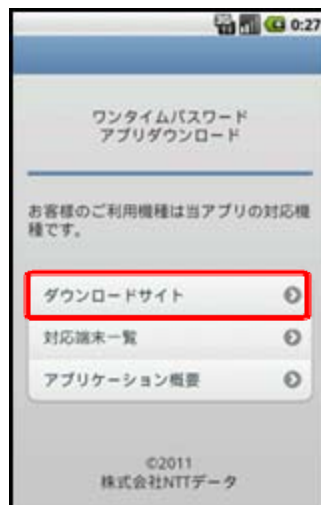 0:27
ワンタイムパスワード
アプリダウンロード
お客様のご利用機種は当アプリの対応機
種です。
ダウンロードサイト
対応端末一覧
アプリケーション概要
©2011
株式会社NTTデータ